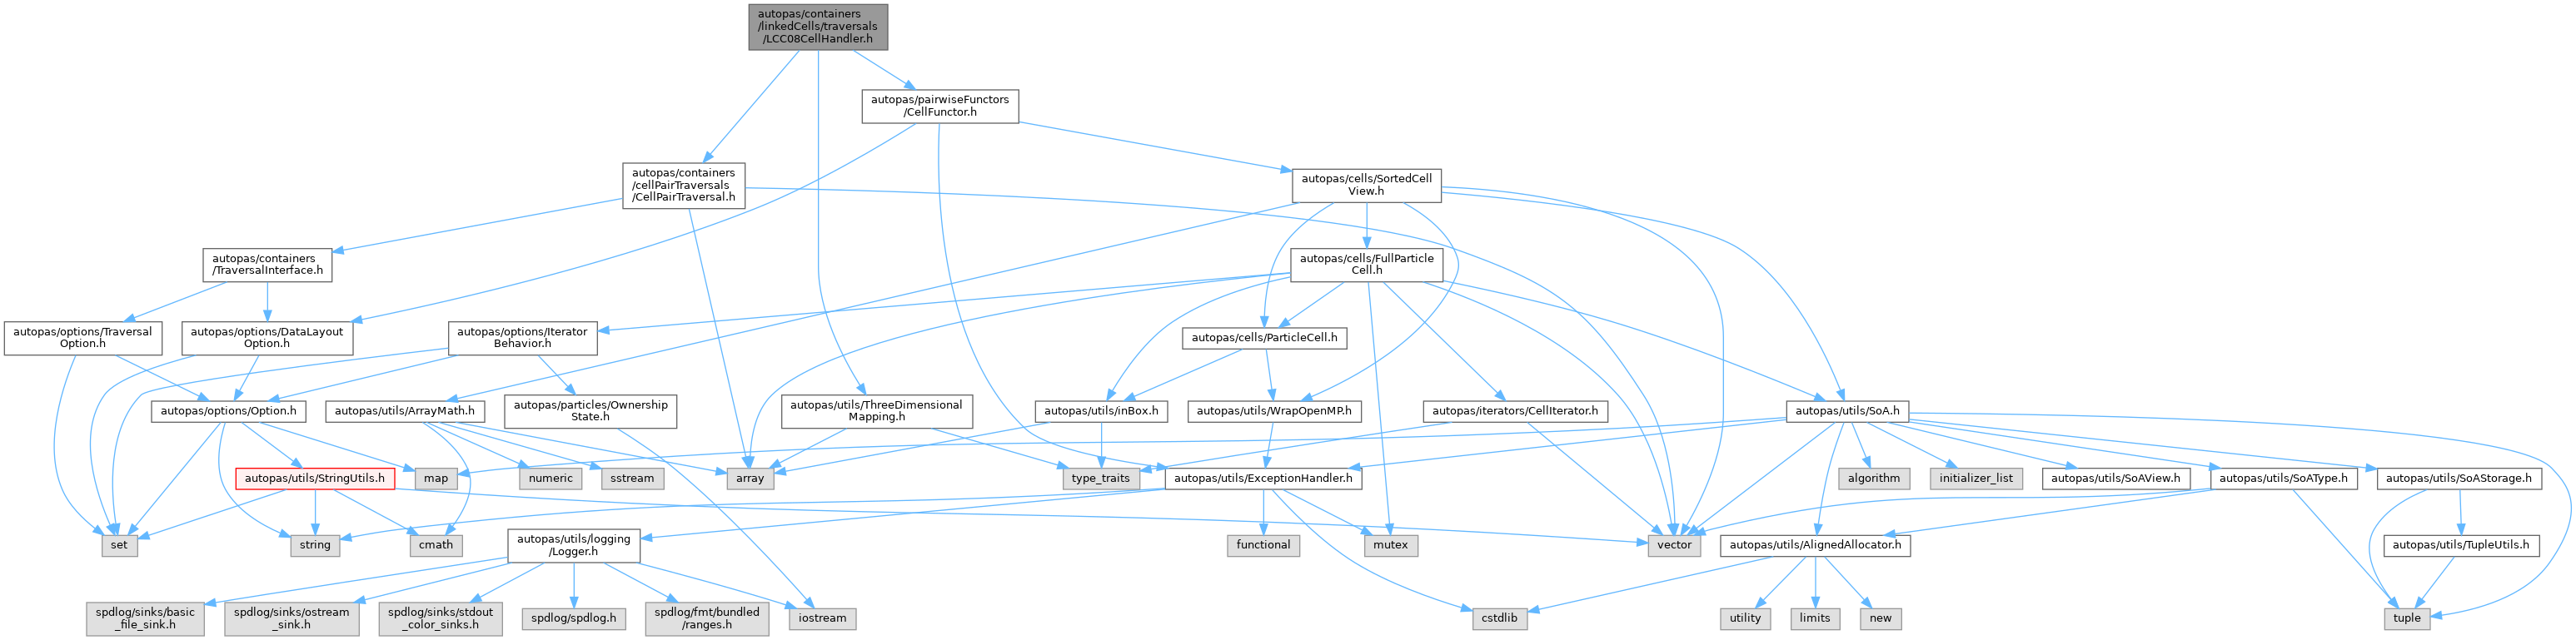 autopas/containers
/linkedCells/traversals
/LCC08CellHandler.h
autopas/pairwiseFunctors
/CellFunctor.h
autopas/containers
/cellPairTraversals
/CellPairTraversal.h
autopas/cells/SortedCell
View.h
autopas/containers
/TraversalInterface.h
autopas/cells/FullParticle
Cell.h
autopas/options/Traversal
Option.h
autopas/options/DataLayout
Option.h
autopas/options/Iterator
Behavior.h
autopas/cells/ParticleCell.h
autopas/options/Option.h
autopas/utils/ArrayMath.h
autopas/particles/Ownership
State.h
autopas/utils/ThreeDimensional
Mapping.h
autopas/utils/inBox.h
autopas/utils/WrapOpenMP.h
autopas/iterators/CellIterator.h
autopas/utils/SoA.h
autopas/utils/StringUtils.h
map
numeric
sstream
array
type_traits
autopas/utils/ExceptionHandler.h
algorithm
initializer_list
autopas/utils/SoAView.h
autopas/utils/SoAType.h
autopas/utils/SoAStorage.h
set
string
cmath
autopas/utils/logging
/Logger.h
functional
mutex
vector
autopas/utils/AlignedAllocator.h
autopas/utils/TupleUtils.h
spdlog/sinks/basic
_file_sink.h
spdlog/sinks/ostream
_sink.h
spdlog/sinks/stdout
_color_sinks.h
spdlog/spdlog.h
spdlog/fmt/bundled
/ranges.h
iostream
cstdlib
utility
limits
new
tuple